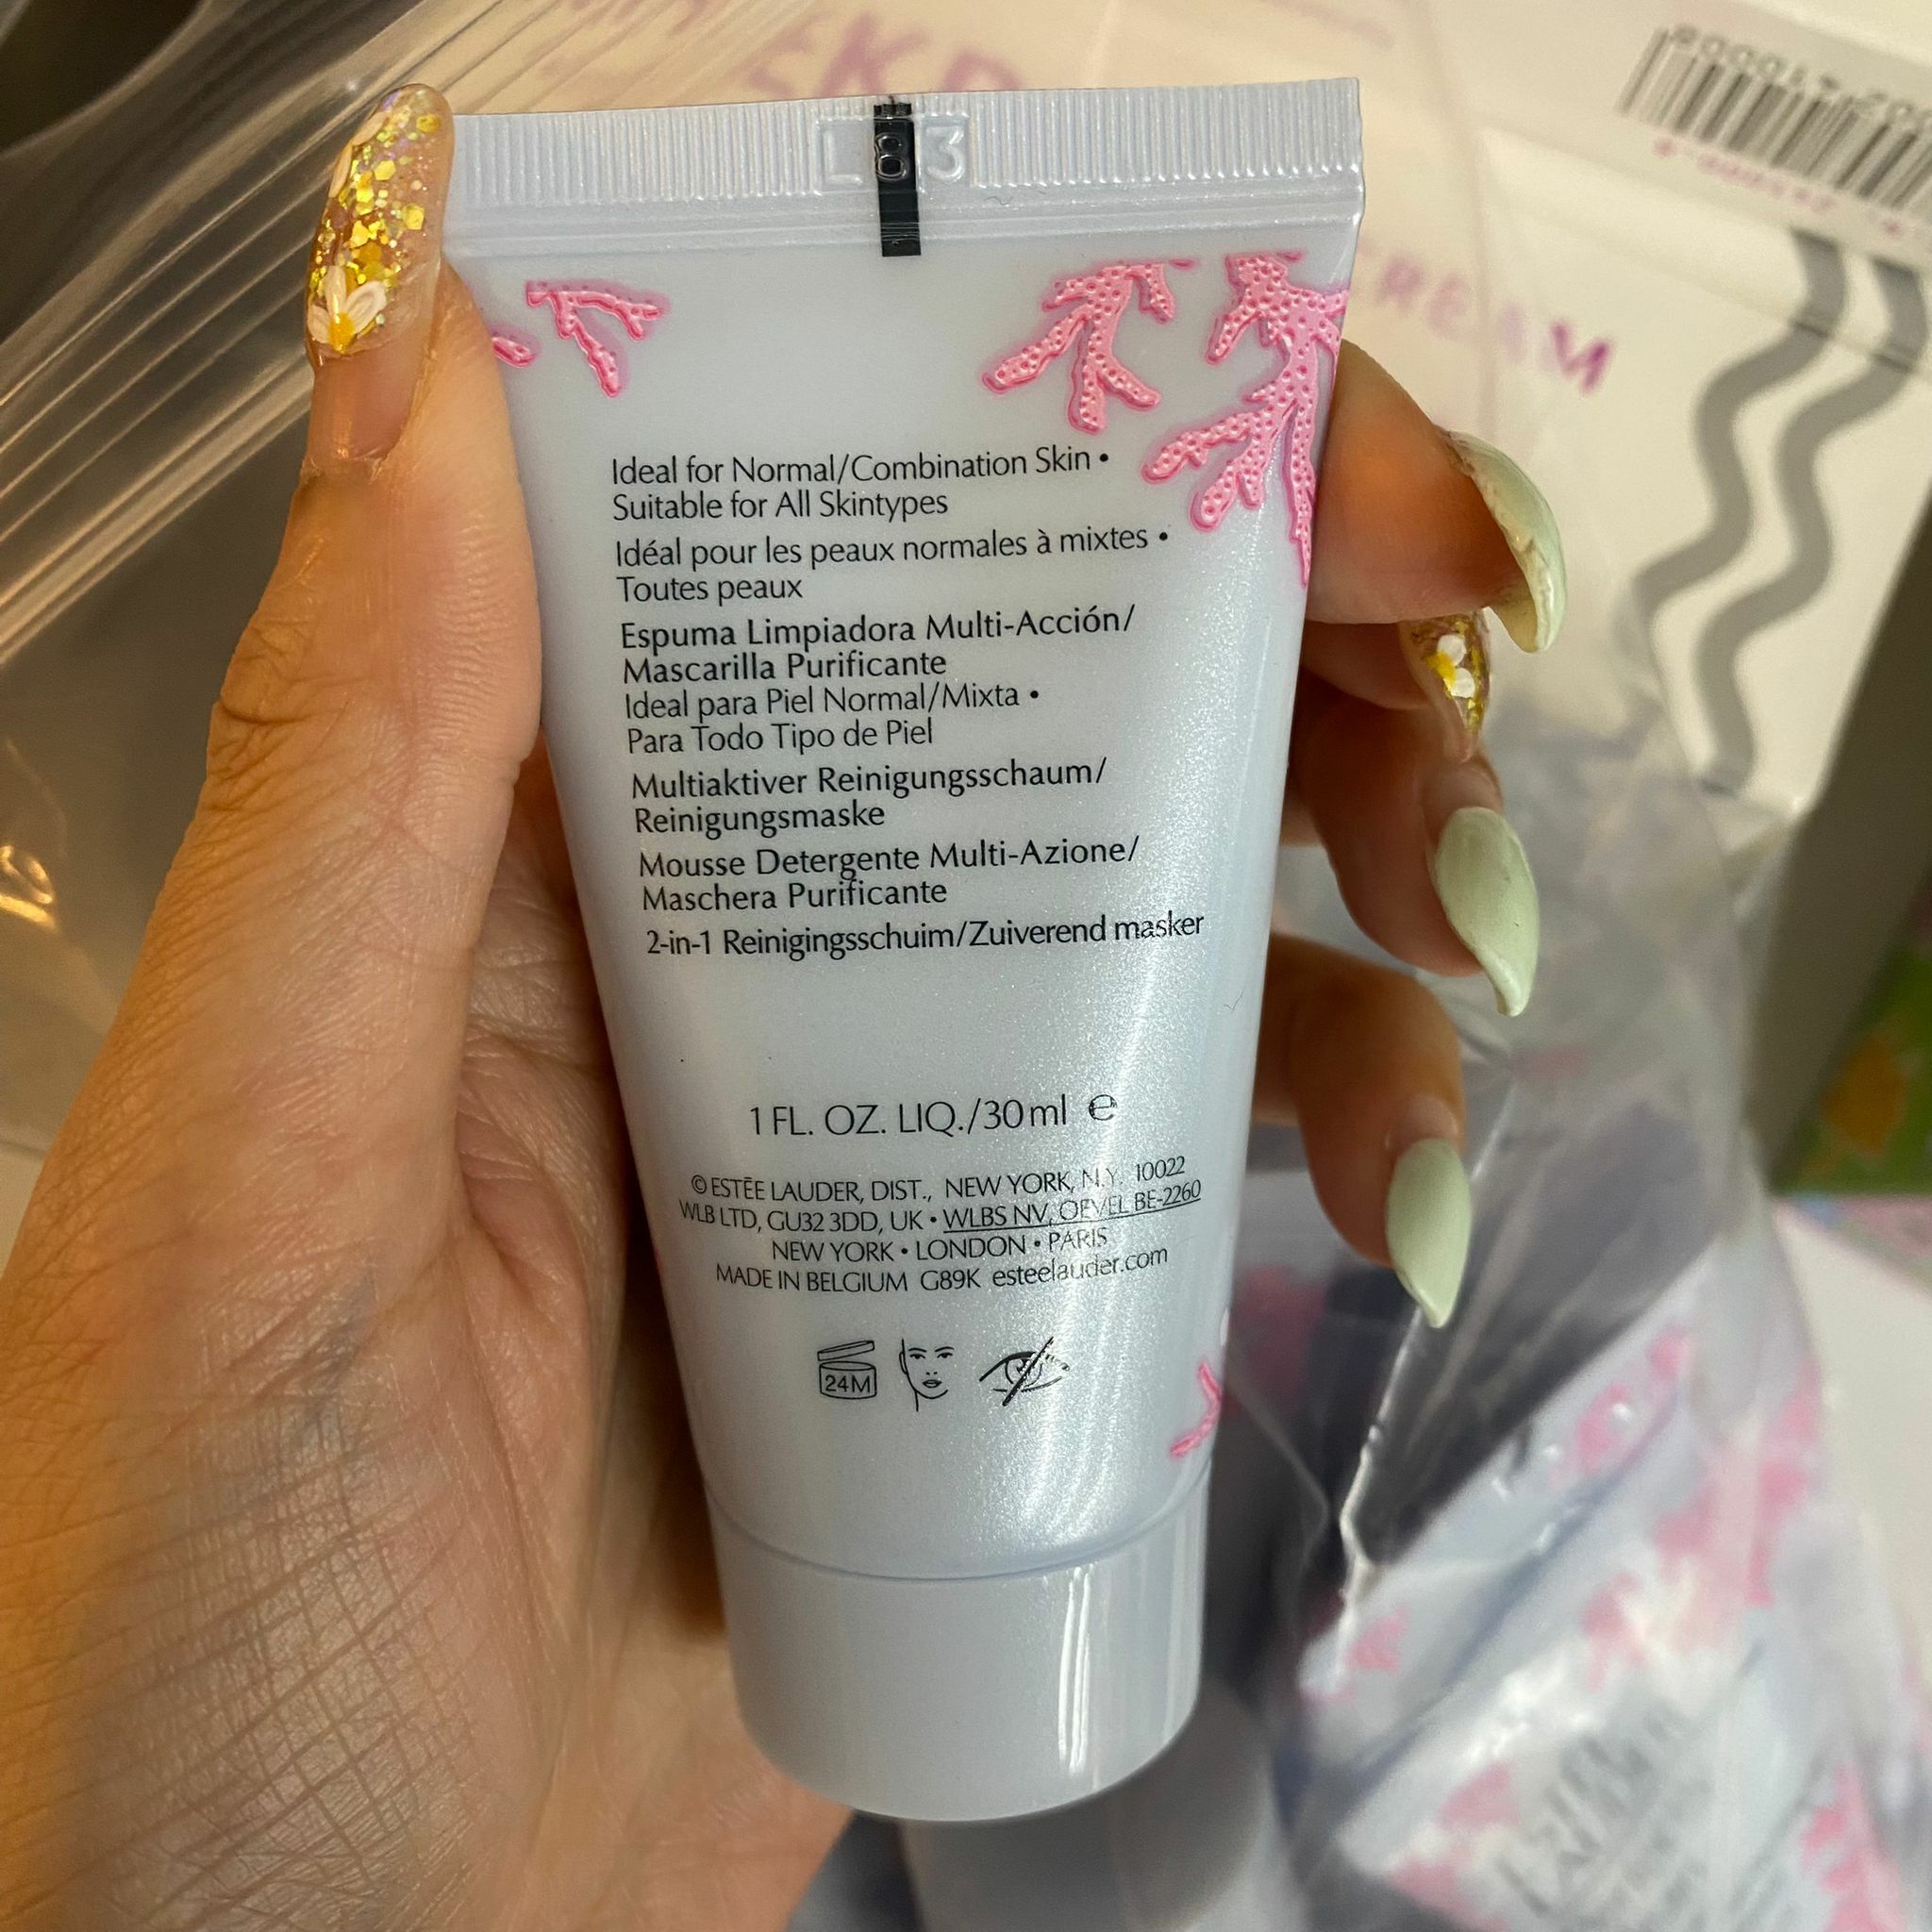 L83
Ideal for Normal/Combination Skin •
Suitable for All Skintypes
Idéal pour les peaux normales à mixtes •
Toutes peaux
Espuma Limpiadora Multi-Acción/
Mascarilla Purificante
Ideal para Piel Normal/Mixta •
Para Todo Tipo de Piel
Multiaktiver Reinigungsschaum/
Reinigungsmaske
Mousse Detergente Multi-Azione/
Maschera Purificante
2-in-1 Reinigingsschuim/Zuiverend masker
1 FL. OZ. LIQ./30ml ℮
© ESTĒE LAUDER, DIST., NEW YORK, N.Y. 10022
WLB LTD, GU32 3DD, UK • WLBS NV, OEVEL BE-2260
NEW YORK • LONDON • PARIS
MADE IN BELGIUM G89K esteelauder.com
24M
CREAM